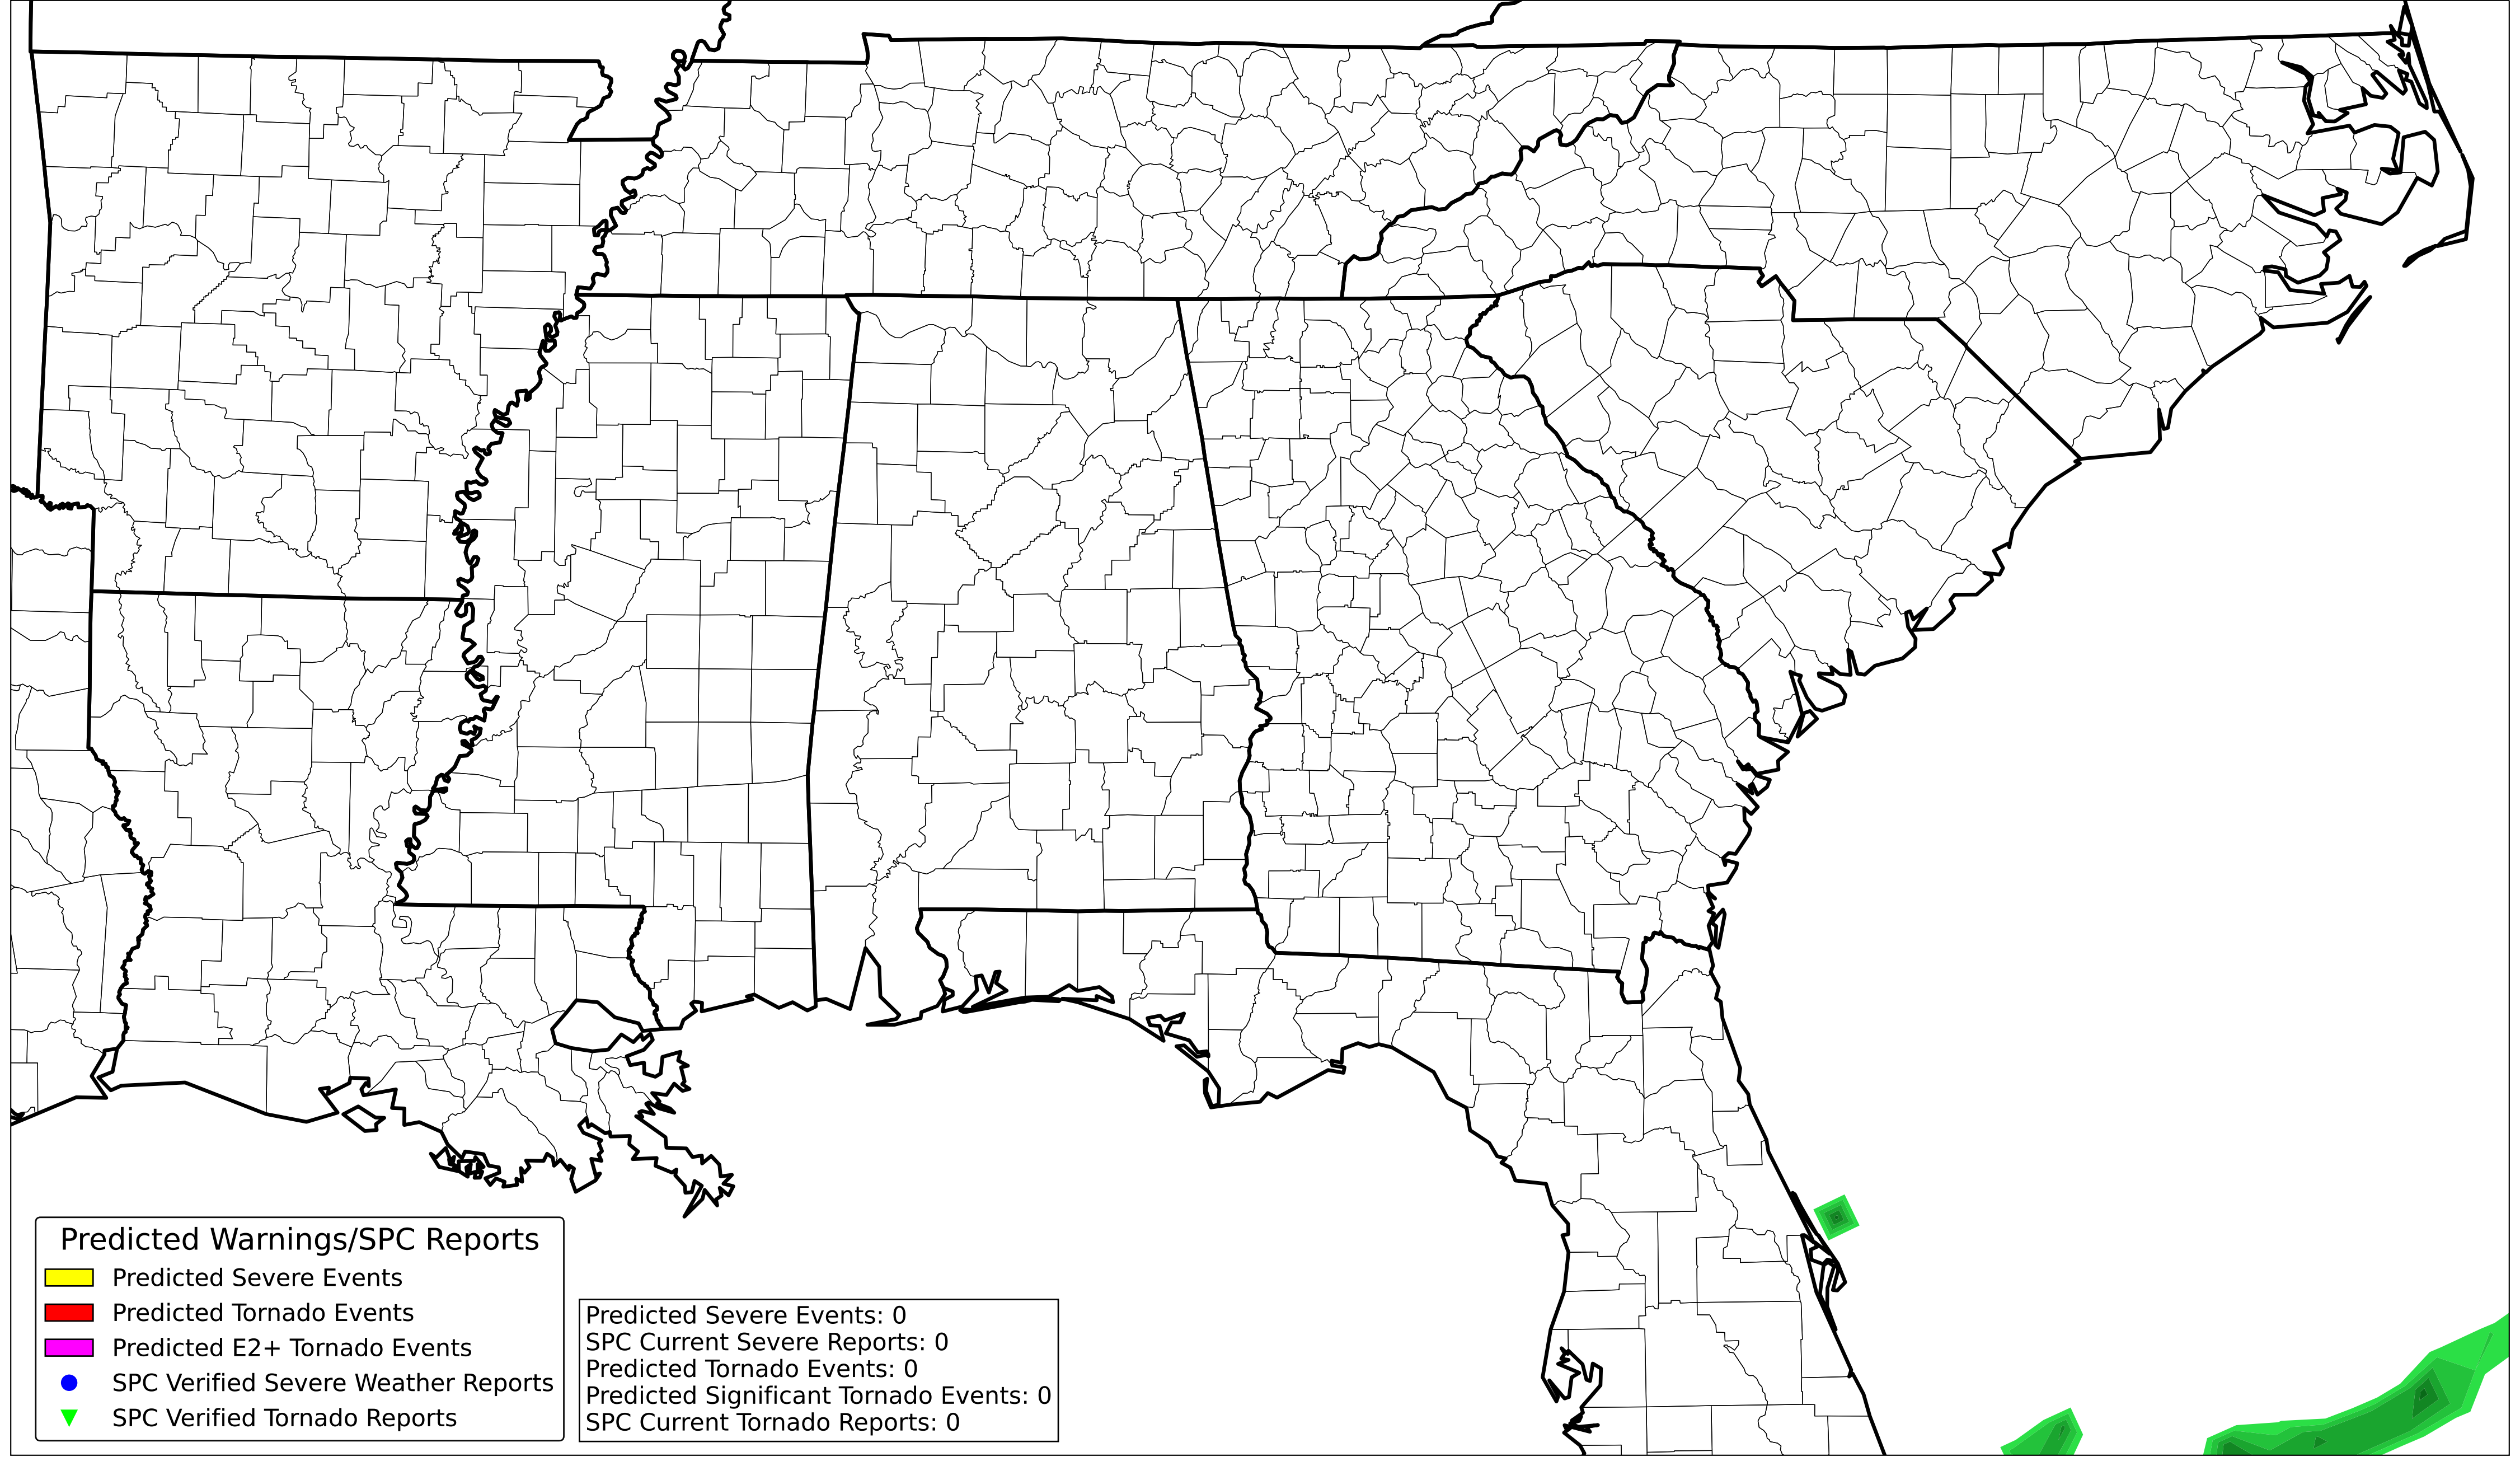 Predicted Warnings/SPC Reports
Predicted Severe Events
Predicted Tornado Events
Predicted E2+ Tornado Events
SPC Verified Severe Weather Reports
SPC Verified Tornado Reports
Predicted Severe Events: 0
SPC Current Severe Reports: 0
Predicted Tornado Events: 0
Predicted Significant Tornado Events: 0
SPC Current Tornado Reports: 0